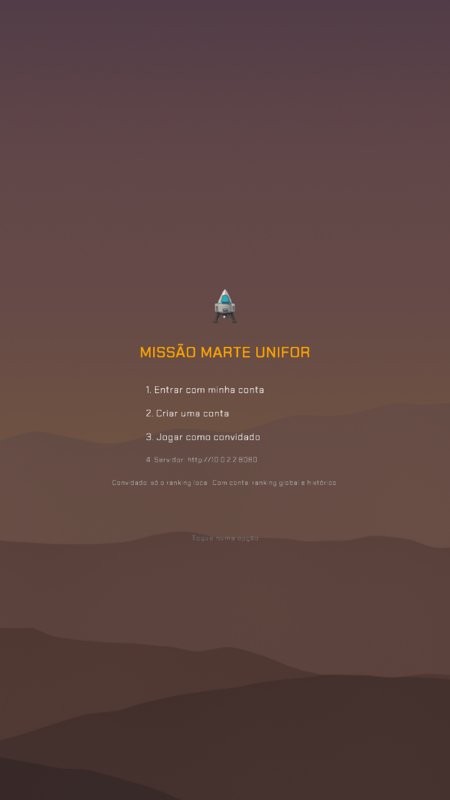 MISSÃO MARTE UNIFOR
1. Entrar com minha conta
2. Criar uma conta
3. Jogar como convidado
4. Servidor: http://10.0.2.2:8080
Convidado: só o ranking local. Com conta: ranking global e histórico.
Toque numa opção